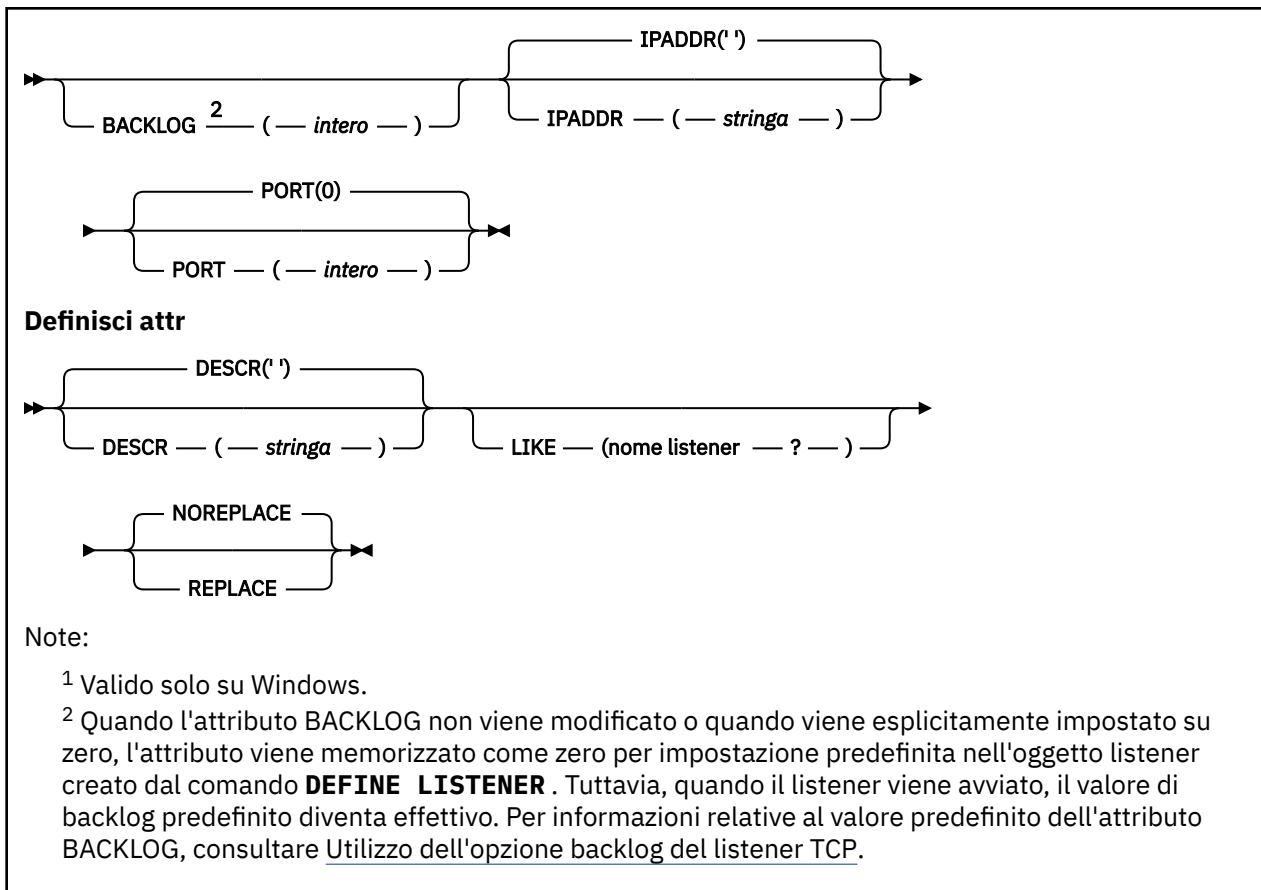 IPADDR(' ')
BACKLOG 2 ( intero ) IPADDR ( stringa )
PORT(0)
PORT ( intero )
Definisci attr
DESCR(' ')
DESCR ( stringa ) LIKE (nome listener ? )
NOREPLACE
REPLACE
Note:
1 Valido solo su Windows.
2 Quando l'attributo BACKLOG non viene modificato o quando viene esplicitamente impostato su
zero, l'attributo viene memorizzato come zero per impostazione predefinita nell'oggetto listener
creato dal comando DEFINE LISTENER . Tuttavia, quando il listener viene avviato, il valore di
backlog predefinito diventa effettivo. Per informazioni relative al valore predefinito dell'attributo
BACKLOG, consultare Utilizzo dell'opzione backlog del listener TCP.